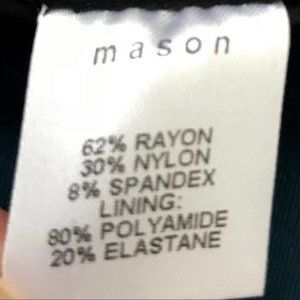 mason
62% RAYON
30% NYLON
8% SPANDEX
LINING:
80% POLYAMIDE
20% ELASTANE